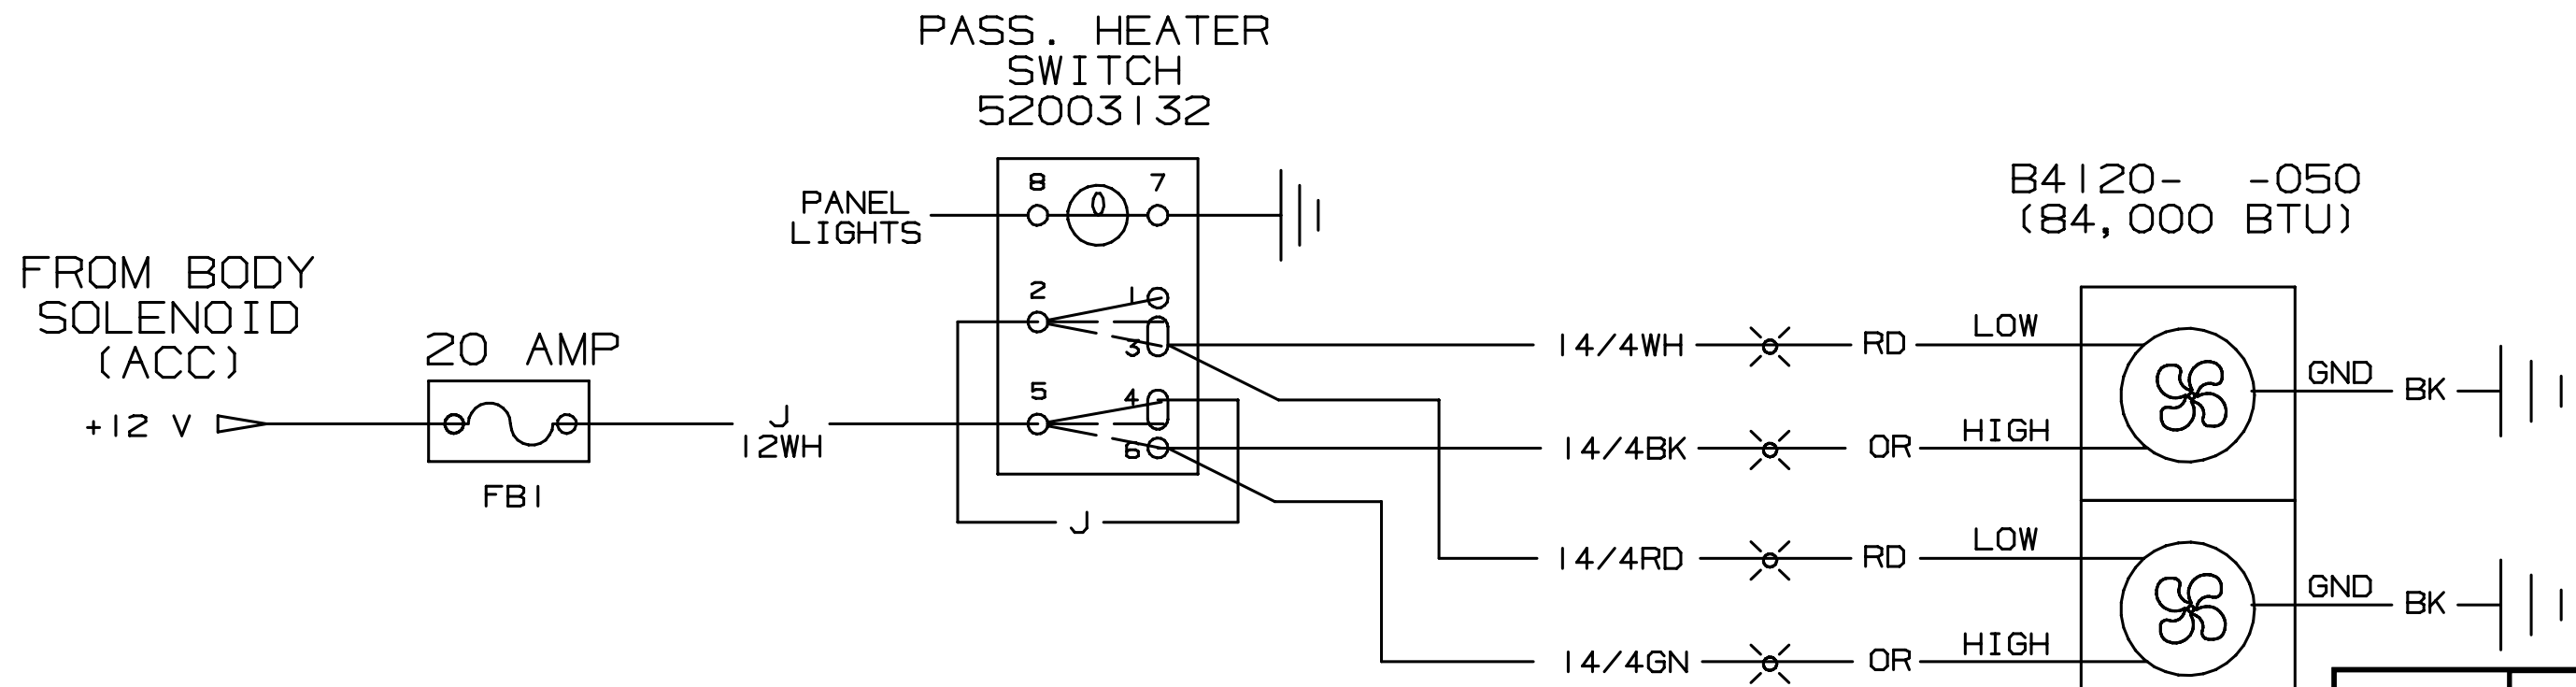 PASS. HEATER
SWITCH
52003132
B4120-  -050
(84,000 BTU)
PANEL
LIGHTS
8
7
FROM BODY
SOLENOID
(ACC)
+12 V
20 AMP
FB1
J
12WH
2
1
3
5
4
6
J
14/4WH
RD
LOW
GND
BK
14/4BK
OR
HIGH
14/4RD
RD
LOW
GND
BK
14/4GN
OR
HIGH